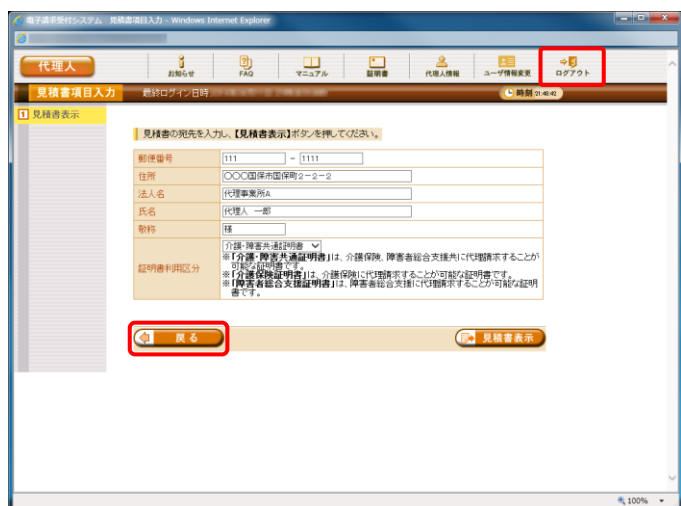 電子請求受付システム 見積書項目入力 - Windows Internet Explorer
代理人
お知らせ
FAQ
マニュアル
証明書
代理人情報
ユーザ情報変更
ログアウト
見積書項目入力
最終ログイン日時
時刻 21:48:42
1 見積書表示
見積書の宛先を入力し、【見積書表示】ボタンを押してください。
郵便番号 111 - 1111
住所 〇〇〇国保市国保町2-2-2
法人名 代理事業所A
氏名 代理人 一郎
敬称 様
証明書利用区分 介護・障害共通証明書
※「介護・障害共通証明書」は、介護保険、障害者総合支援共に代理請求することが
可能な証明書です。
※「介護保険証明書」は、介護保険に代理請求することが可能な証明書です。
※「障害者総合支援証明書」は、障害者総合支援に代理請求することが可能な証明
書です。
戻る
見積書表示
100%